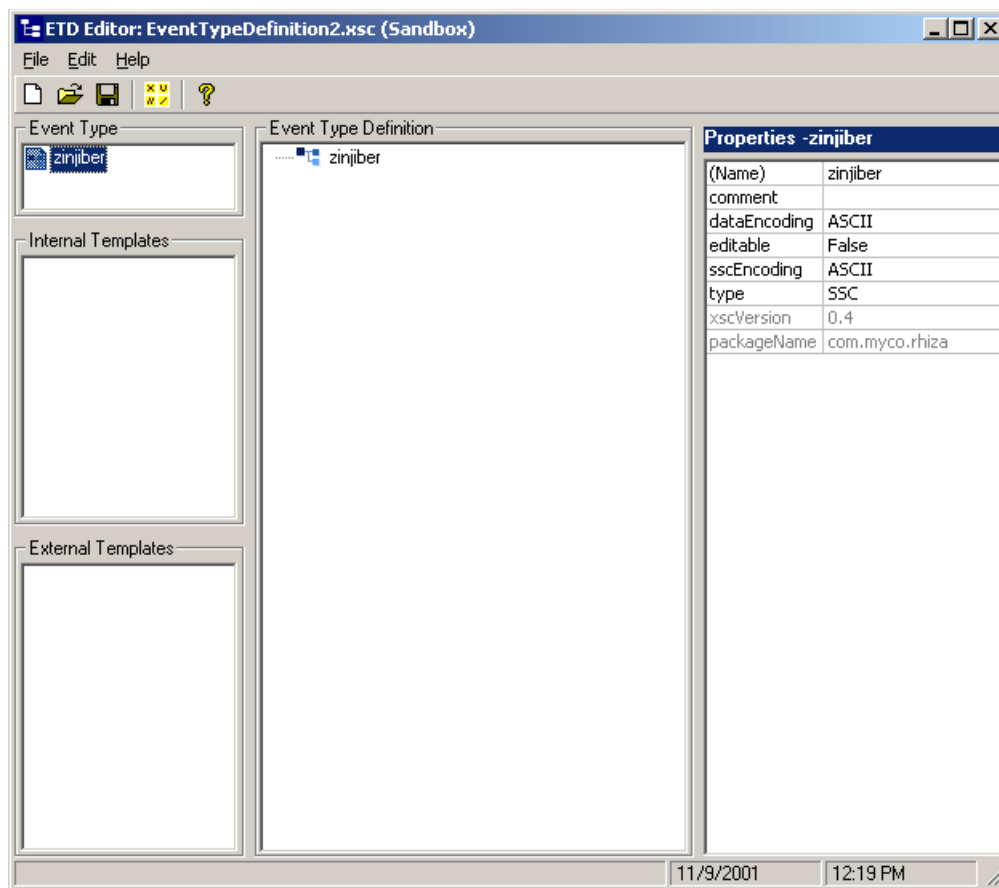 ETD Editor: EventTypeDefinition2.xsc (Sandbox)
File Edit Help
Event Type
zinjiber
Internal Templates
External Templates
Event Type Definition
zinjiber
Properties -zinjiber
(Name) zinjiber
comment
dataEncoding ASCII
editable False
sscEncoding ASCII
type SSC
xscVersion 0.4
packageName com.myco.rhiza
11/9/2001 12:19 PM